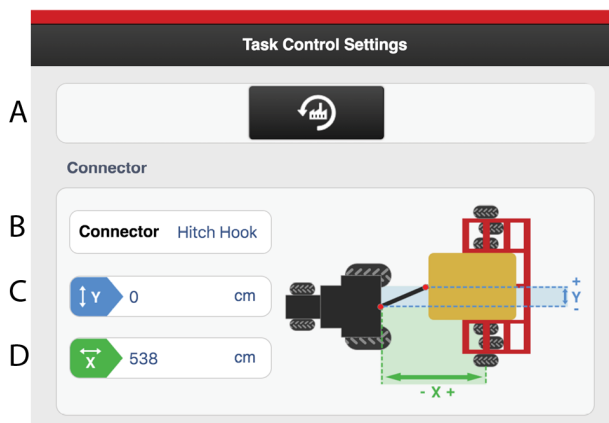 Task Control Settings
A
Connector
B
Connector Hitch Hook
C
Y 0 cm
+
Y
-
D
X 538 cm
- X +